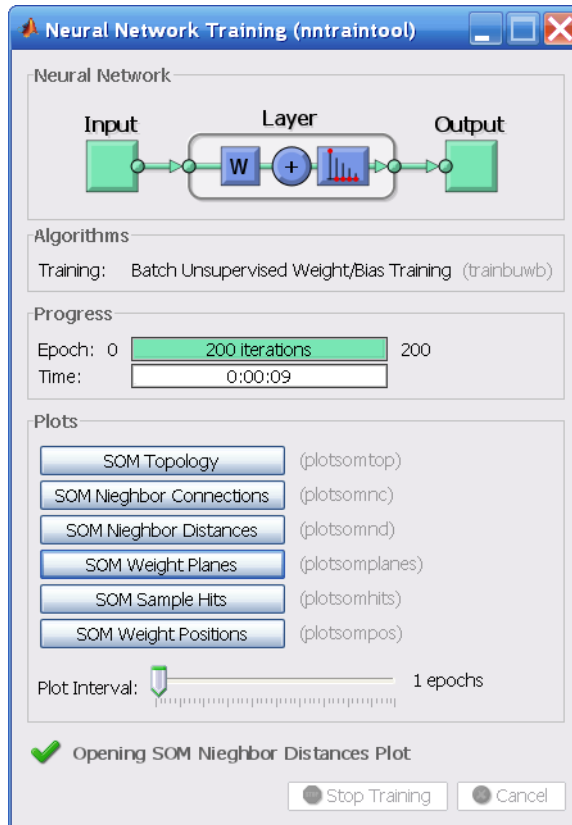 Neural Network Training (nntraintool)
Neural Network
Input
Layer
Output
W
+
Algorithms
Training: Batch Unsupervised Weight/Bias Training (trainbuwb)
Progress
Epoch: 0 200 iterations 200
Time: 0:00:09
Plots
SOM Topology (plotsomtop)
SOM Nieghbor Connections (plotsomnc)
SOM Nieghbor Distances (plotsomnd)
SOM Weight Planes (plotsomplanes)
SOM Sample Hits (plotsomhits)
SOM Weight Positions (plotsompos)
Plot Interval: 1 epochs
Opening SOM Nieghbor Distances Plot
Stop Training Cancel